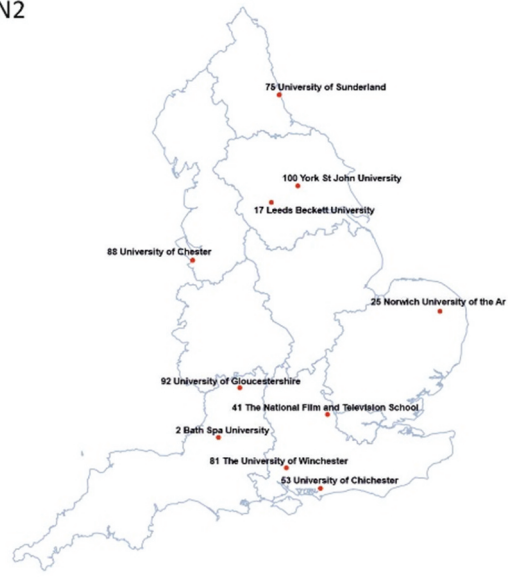 N2
75 University of Sunderland
100 York St John University
17 Leeds Beckett University
88 University of Chester
25 Norwich University of the Ar
92 University of Gloucestershire
41 The National Film and Television School
2 Bath Spa University
81 The University of Winchester
53 University of Chichester